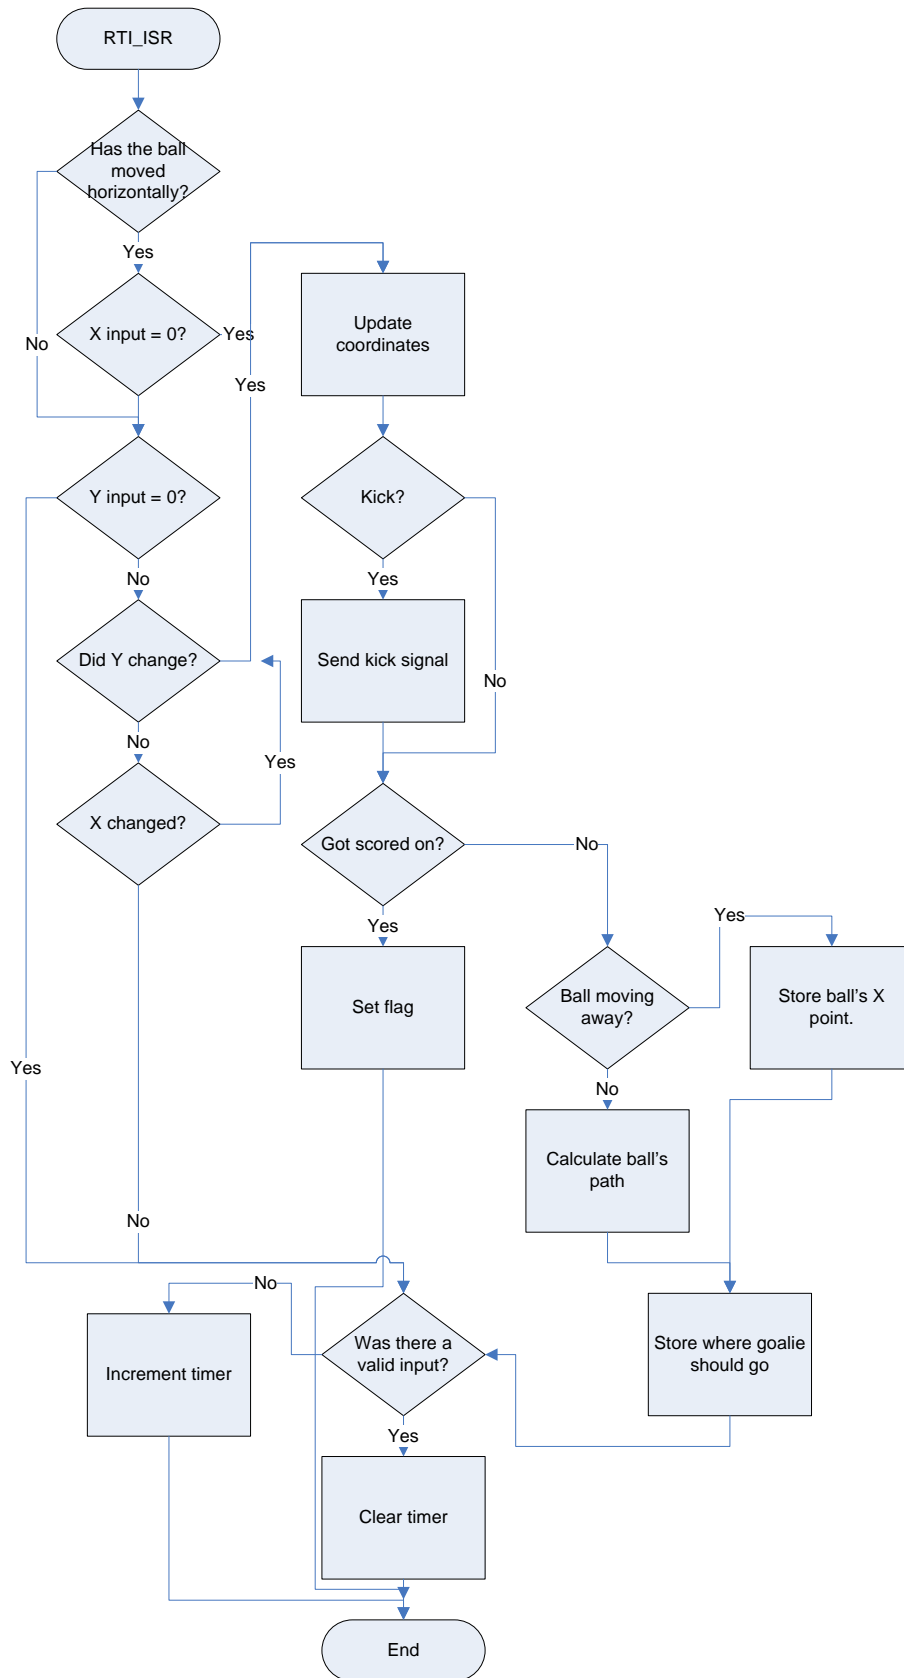 RTI_ISR
Has the ball
moved
horizontally?
Yes
X input = 0?
Yes
No
Update
coordinates
Yes
Y input = 0?
Kick?
No
Yes
Did Y change?
Send kick signal
No
No
Yes
X changed?
Got scored on?
No
Yes
Yes
Set flag
Ball moving
away?
Store ball's X
point.
Yes
No
Calculate ball's
path
No
No
Was there a
valid input?
Store where goalie
should go
Increment timer
Yes
Clear timer
End